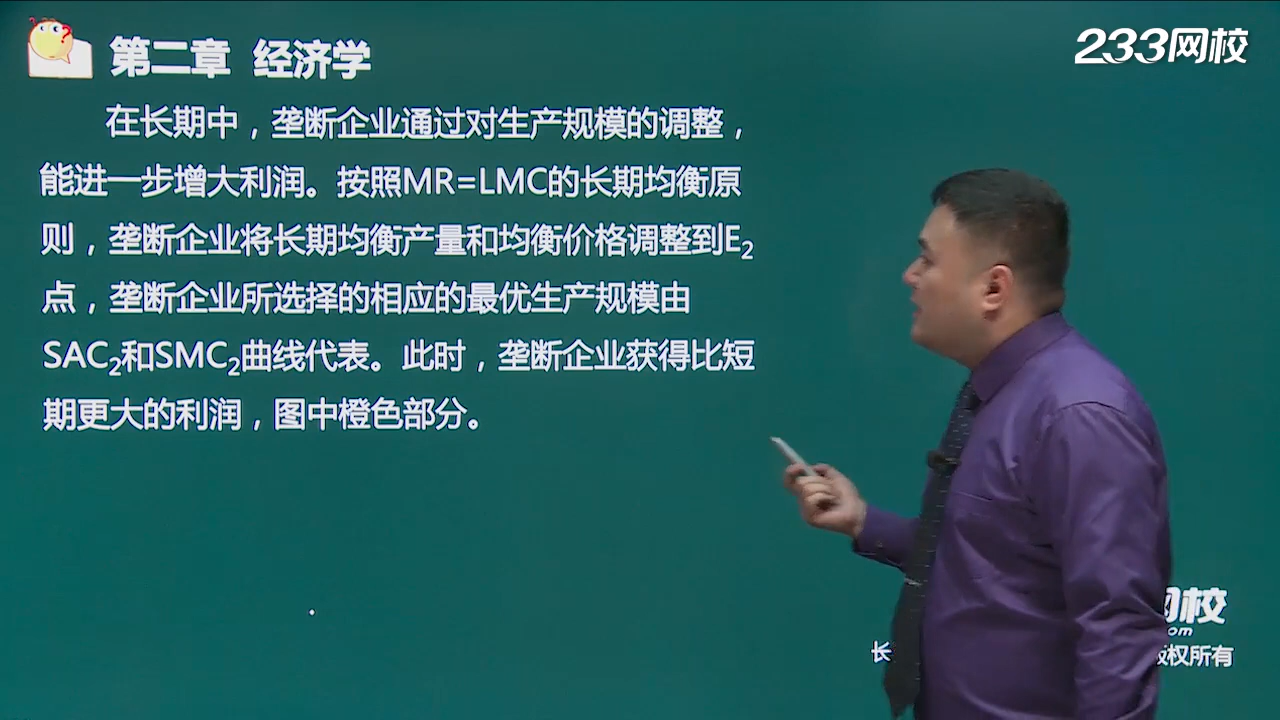 233网校
第二章 经济学
在长期中，垄断企业通过对生产规模的调整，
能进一步增大利润。按照MR=LMC的长期均衡原
则，垄断企业将长期均衡产量和均衡价格调整到E₂
点，垄断企业所选择的相应的最优生产规模由
SAC₂和SMC₂曲线代表。此时，垄断企业获得比短
期更大的利润，图中橙色部分。
网校
om
长
版权所有